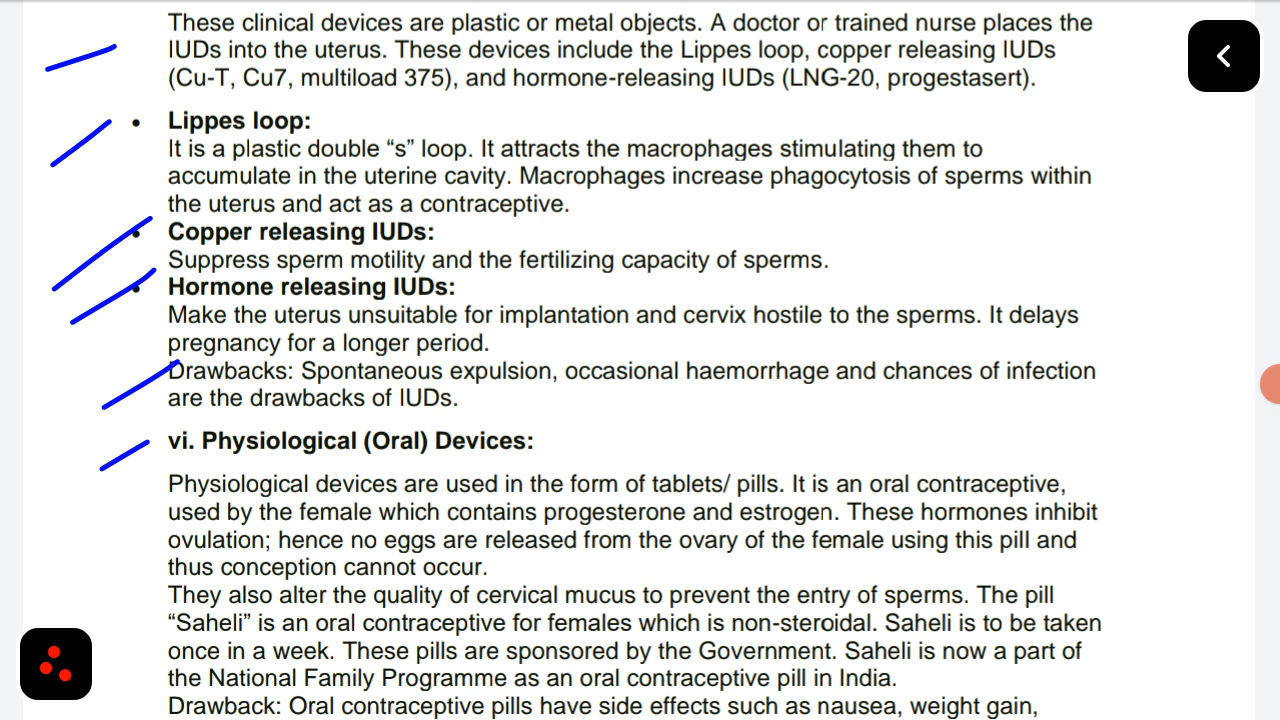 These clinical devices are plastic or metal objects. A doctor or trained nurse places the
IUDs into the uterus. These devices include the Lippes loop, copper releasing IUDs
(Cu-T, Cu7, multiload 375), and hormone-releasing IUDs (LNG-20, progestasert).
• Lippes loop:
It is a plastic double “s” loop. It attracts the macrophages stimulating them to
accumulate in the uterine cavity. Macrophages increase phagocytosis of sperms within
the uterus and act as a contraceptive.
• Copper releasing IUDs:
Suppress sperm motility and the fertilizing capacity of sperms.
• Hormone releasing IUDs:
Make the uterus unsuitable for implantation and cervix hostile to the sperms. It delays
pregnancy for a longer period.
Drawbacks: Spontaneous expulsion, occasional haemorrhage and chances of infection
are the drawbacks of IUDs.
vi. Physiological (Oral) Devices:
Physiological devices are used in the form of tablets/ pills. It is an oral contraceptive,
used by the female which contains progesterone and estrogen. These hormones inhibit
ovulation; hence no eggs are released from the ovary of the female using this pill and
thus conception cannot occur.
They also alter the quality of cervical mucus to prevent the entry of sperms. The pill
“Saheli” is an oral contraceptive for females which is non-steroidal. Saheli is to be taken
once in a week. These pills are sponsored by the Government. Saheli is now a part of
the National Family Programme as an oral contraceptive pill in India.
Drawback: Oral contraceptive pills have side effects such as nausea, weight gain,